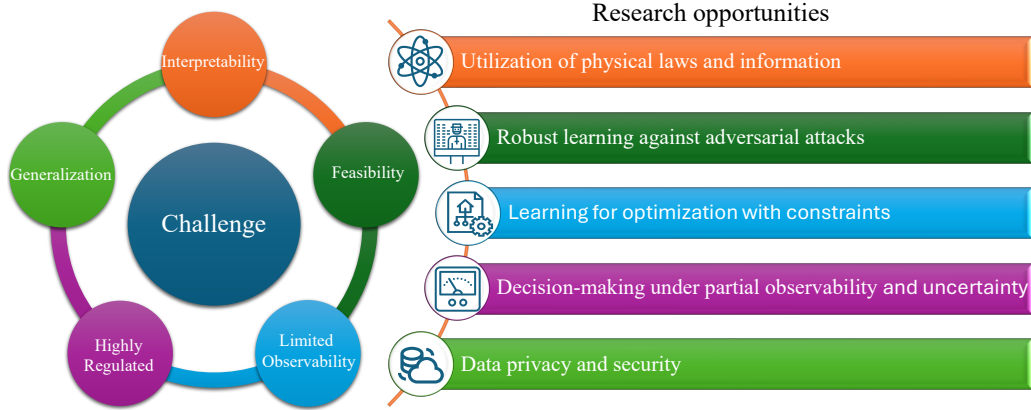 Research opportunities
Interpretability
Generalization
Feasibility
Challenge
Highly
Regulated
Limited
Observability
Utilization of physical laws and information
Robust learning against adversarial attacks
Learning for optimization with constraints
Decision-making under partial observability and uncertainty
Data privacy and security